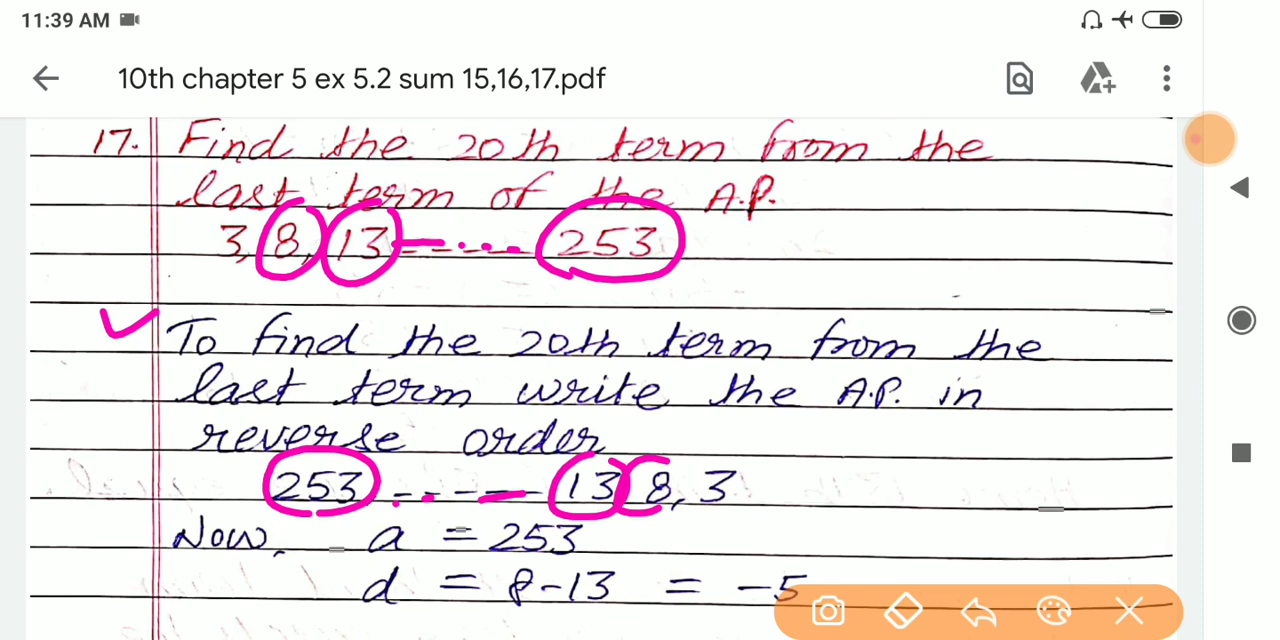 11:39 AM
10th chapter 5 ex 5.2 sum 15,16,17.pdf
17. Find the 20th term from the
last term of the A.P.
3, 8, 13 ------- 253
To find the 20th term from the
last term write the A.P. in
reverse order
253 ------ 13, 8, 3
Now, a = 253
d = 8-13 = -5